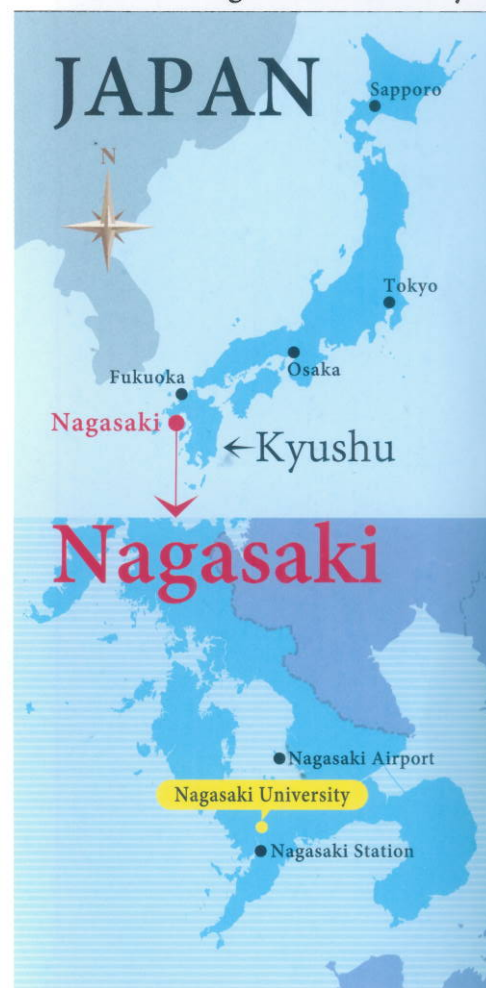 JAPAN
N
Sapporo
Tokyo
Osaka
Fukuoka
Nagasaki
←Kyushu
Nagasaki
Nagasaki Airport
Nagasaki University
Nagasaki Station